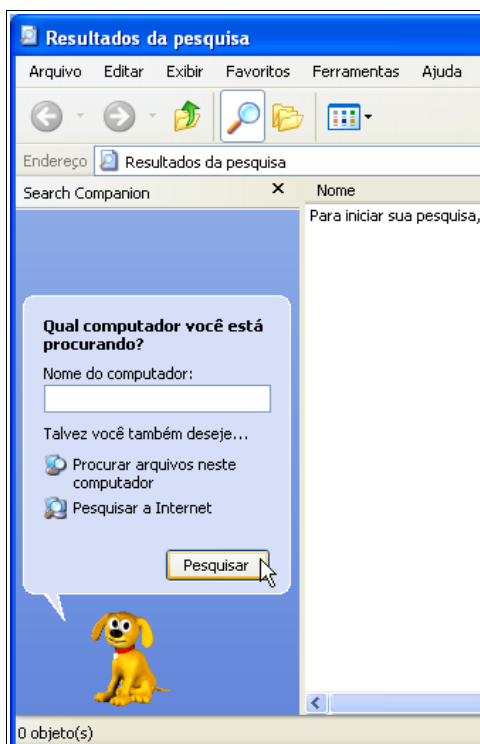 Resultados da pesquisa
Arquivo Editar Exibir Favoritos Ferramentas Ajuda
Endereço Resultados da pesquisa
Search Companion X Nome
Para iniciar sua pesquisa,
Qual computador você está
procurando?
Nome do computador:
Talvez você também deseje...
Procurar arquivos neste
computador
Pesquisar a Internet
Pesquisar
0 objeto(s)